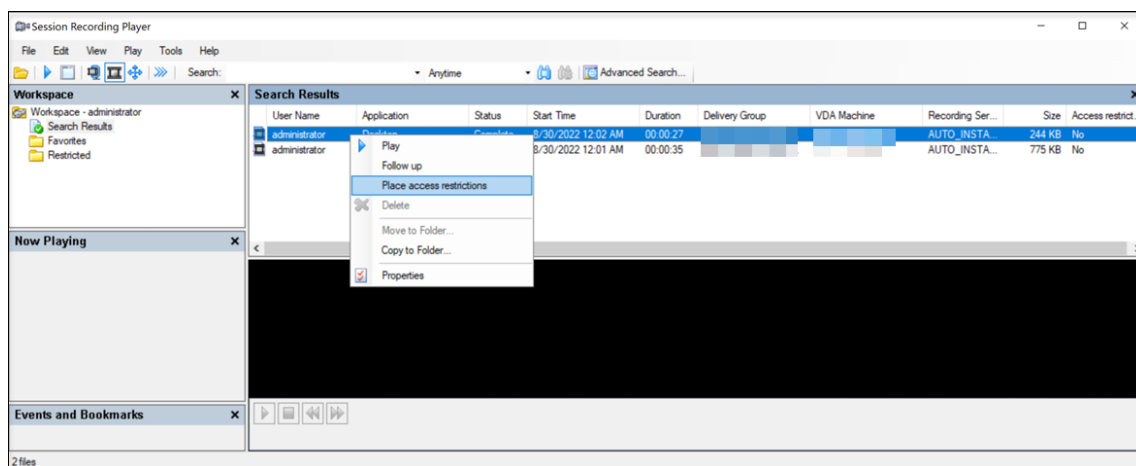 Session Recording Player
File Edit View Play Tools Help
Search: Anytime Advanced Search...
Workspace
Workspace - administrator
Search Results
Favorites
Restricted
Search Results
User Name Application Status Start Time Duration Delivery Group VDA Machine Recording Ser... Size Access restrict.
administrator Desktop Complete 8/30/2022 12:02 AM 00:00:27 AUTO_INSTA... 244 KB No
administrator 8/30/2022 12:01 AM 00:00:35 AUTO_INSTA... 775 KB No
Play
Follow up
Place access restrictions
Delete
Move to Folder...
Copy to Folder...
Properties
Now Playing
Events and Bookmarks
2 files